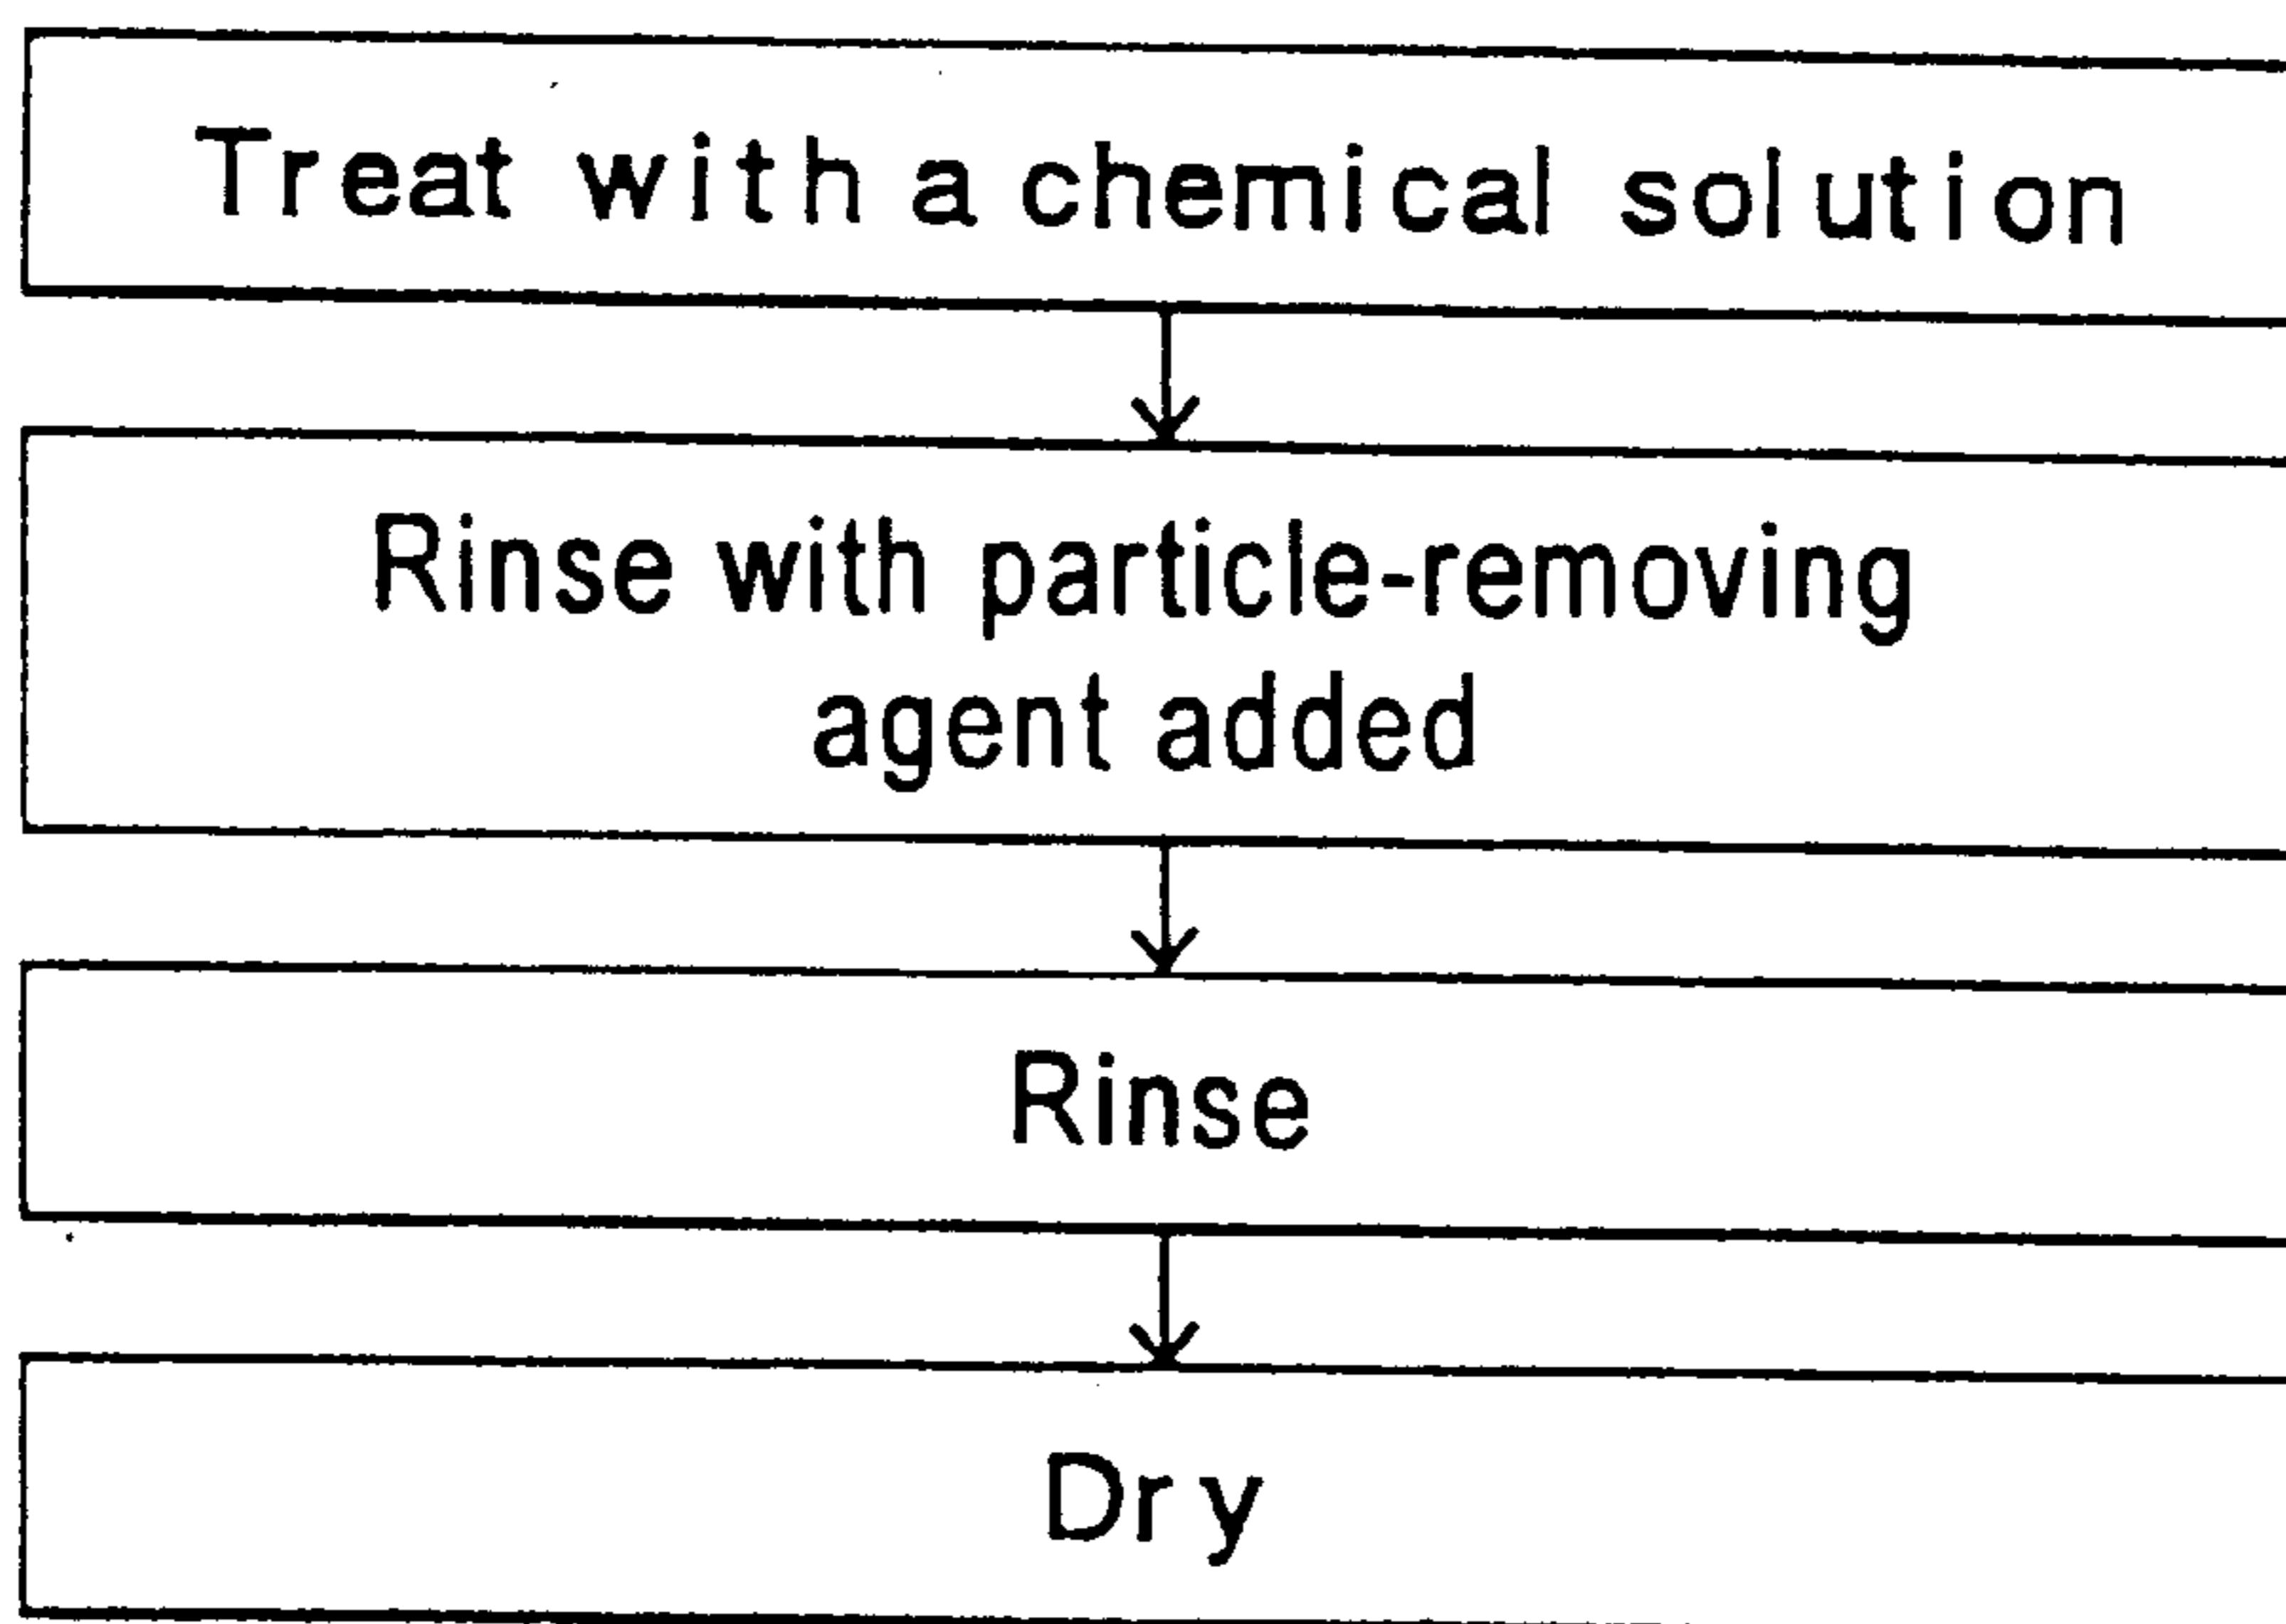 Treat with a chemical solution
Rinse with particle-removing
agent added
Rinse
Dry